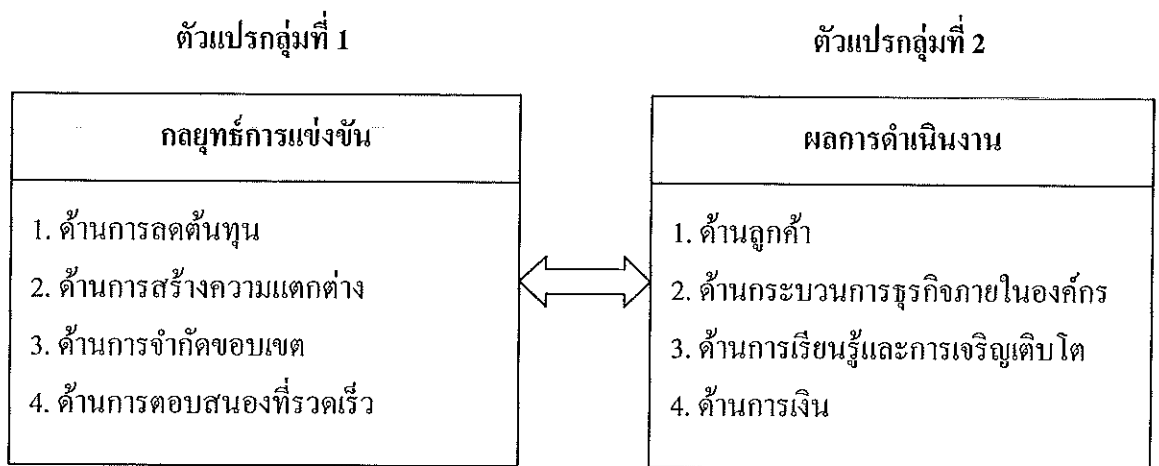 ตัวแปรกลุ่มที่ 1
กลยุทธ์การแข่งขัน
1. ด้านการลดต้นทุน
2. ด้านการสร้างความแตกต่าง
3. ด้านการจำกัดขอบเขต
4. ด้านการตอบสนองที่รวดเร็ว
ตัวแปรกลุ่มที่ 2
ผลการดำเนินงาน
1. ด้านลูกค้า
2. ด้านกระบวนการธุรกิจภายในองค์กร
3. ด้านการเรียนรู้และการเจริญเติบโต
4. ด้านการเงิน